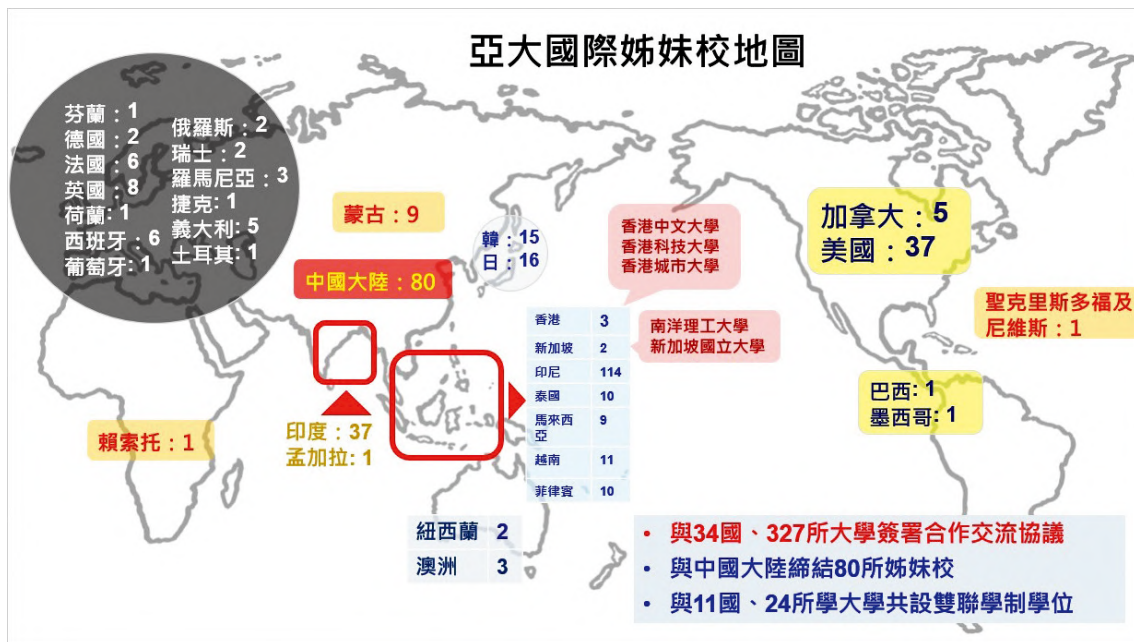 亞大國際姊妹校地圖
芬蘭：1
德國：2
法國：6
英國：8
荷蘭: 1
西班牙：6
葡萄牙: 1
俄羅斯：2
瑞士：2
羅馬尼亞：3
捷克: 1
義大利: 5
土耳其: 1
蒙古：9
韓：15
日：16
中國大陸：80
香港中文大學
香港科技大學
香港城市大學
南洋理工大學
新加坡國立大學
加拿大：5
美國：37
聖克里斯多福及
尼維斯：1
巴西: 1
墨西哥: 1
香港 3
新加坡 2
印尼 114
泰國 10
馬來西
亞 9
越南 11
菲律賓 10
印度：37
孟加拉: 1
賴索托：1
紐西蘭 2
澳洲 3
• 與34國、327所大學簽署合作交流協議
• 與中國大陸締結80所姊妹校
• 與11國、24所學大學共設雙聯學制學位